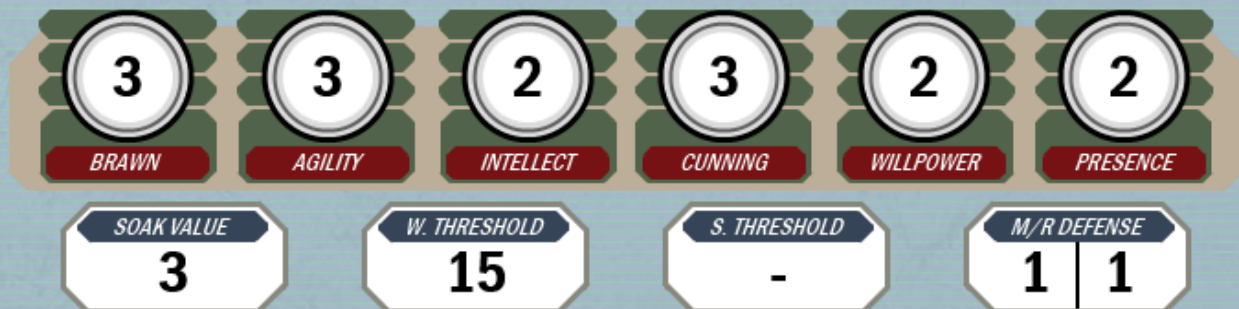 3 3 2 3 2 2
BRAWN AGILITY INTELLECT CUNNING WILLPOWER PRESENCE
SOAK VALUE W. THRESHOLD S. THRESHOLD M/R DEFENSE
3 15 - 1 1